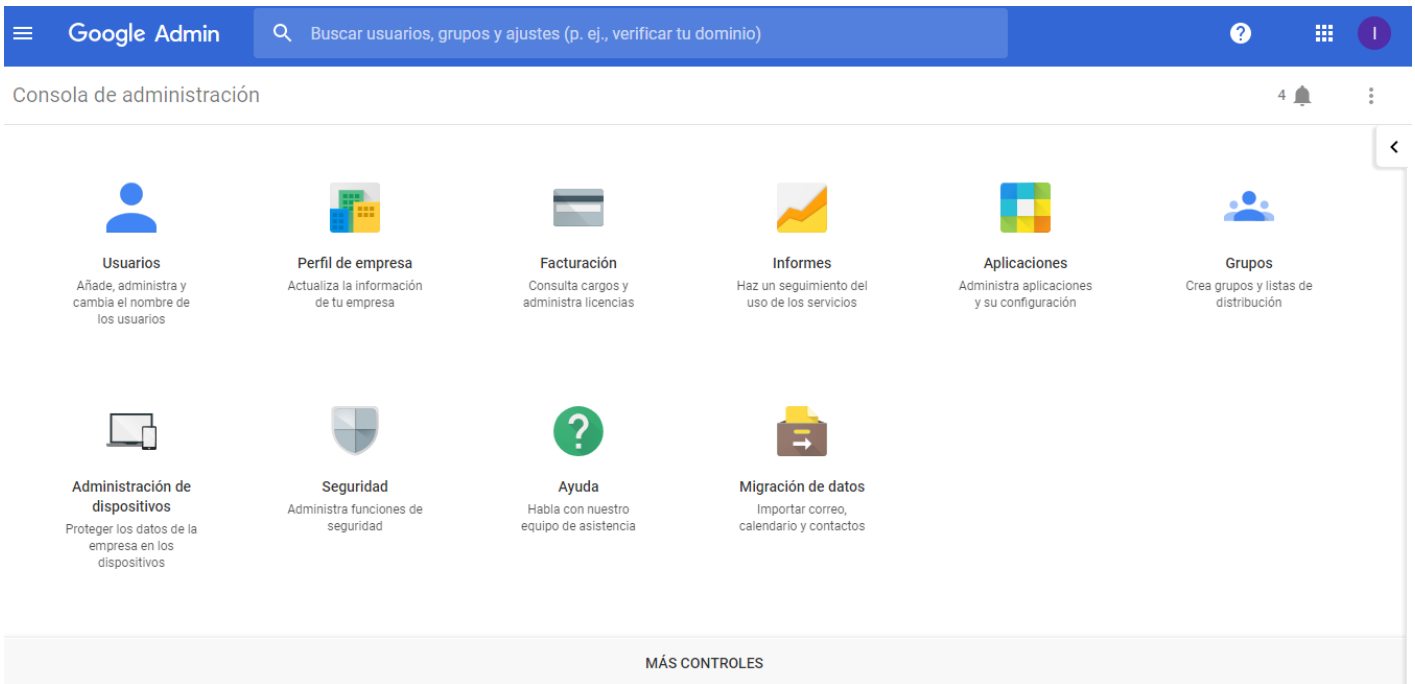 Google Admin
Buscar usuarios, grupos y ajustes (p. ej., verificar tu dominio)
?
I
Consola de administración
4
Usuarios
Añade, administra y
cambia el nombre de
los usuarios
Perfil de empresa
Actualiza la información
de tu empresa
Facturación
Consulta cargos y
administra licencias
Informes
Haz un seguimiento del
uso de los servicios
Aplicaciones
Administra aplicaciones
y su configuración
Grupos
Crea grupos y listas de
distribución
Administración de
dispositivos
Proteger los datos de la
empresa en los
dispositivos
Seguridad
Administra funciones de
seguridad
?
Ayuda
Habla con nuestro
equipo de asistencia
Migración de datos
Importar correo,
calendario y contactos
MÁS CONTROLES